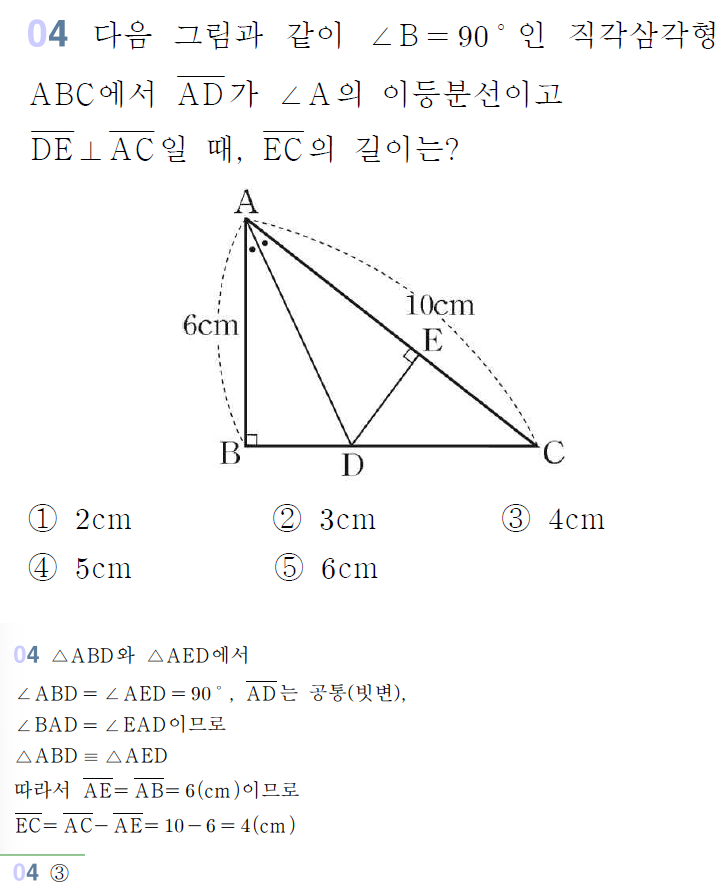 04 다음 그림과 같이 ∠B=90°인 직각삼각형
ABC에서 AD가 ∠A의 이등분선이고
DE⊥AC일 때, EC의 길이는?
A
10cm
6cm
E
B
D
C
① 2cm ② 3cm ③ 4cm
④ 5cm ⑤ 6cm
04 △ABD와 △AED에서
∠ABD=∠AED=90°, AD는 공통(빗변),
∠BAD=∠EAD이므로
△ABD≡△AED
따라서 AE=AB=6(cm)이므로
EC=AC-AE=10-6=4(cm)
04 ③